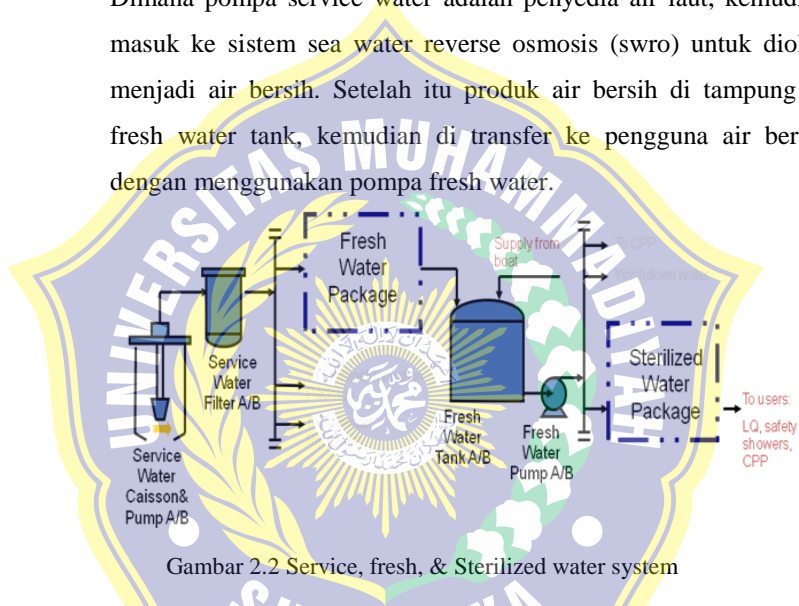 Dimana pompa service water adalah penyedia air laut, kemudi
masuk ke sistem sea water reverse osmosis (swro) untuk diol
menjadi air bersih. Setelah itu produk air bersih di tampung
fresh water tank, kemudian di transfer ke pengguna air ber
dengan menggunakan pompa fresh water.
UNIVERSITAS MUHAMMADIYAH
Fresh
Water
Package
Supply from
boat
To CPP
Washdown water
Service
Water
Filter A/B
Sterilized
Water
Package
To users:
LQ, safety
showers,
CPP
Fresh
Water
Tank A/B
Fresh
Water
Pump A/B
Service
Water
Caisson&
Pump A/B
Gambar 2.2 Service, fresh, & Sterilized water system